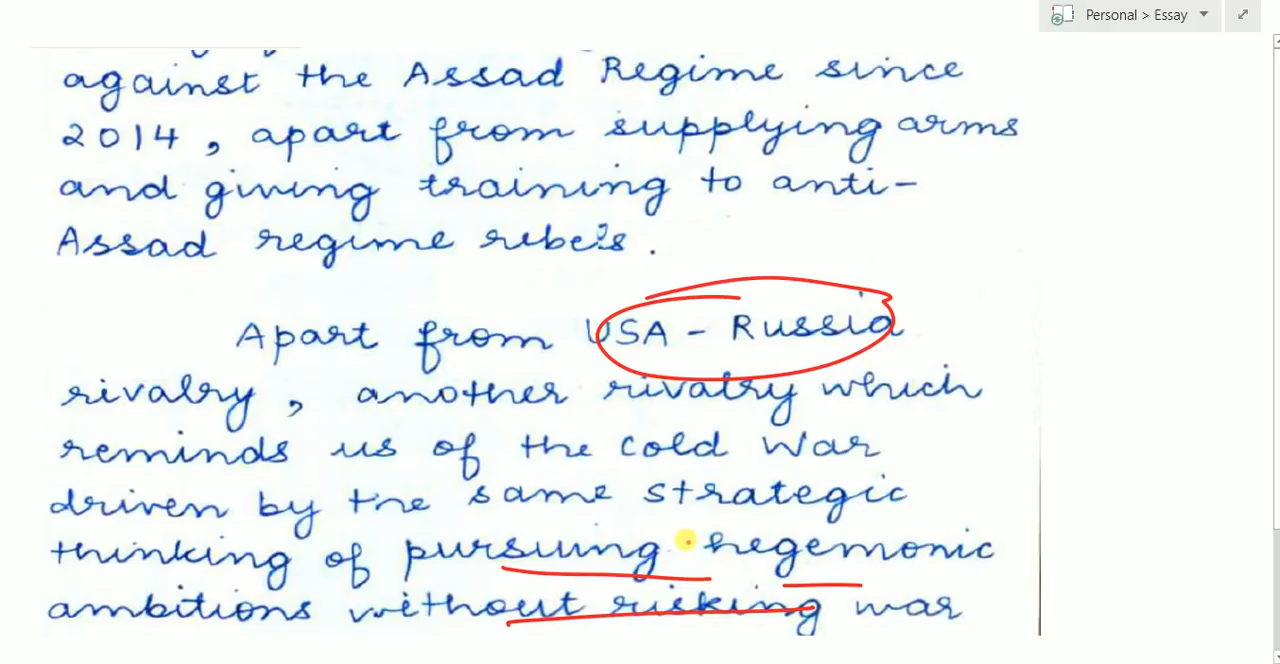 Personal > Essay
against the Assad Regime since
2014, apart from supplying arms
and giving training to anti-
Assad regime rebels.
Apart from USA - Russia
rivalry, another rivalry which
reminds us of the cold war
driven by the same strategic
thinking of pursuing hegemonic
ambitions without risking war